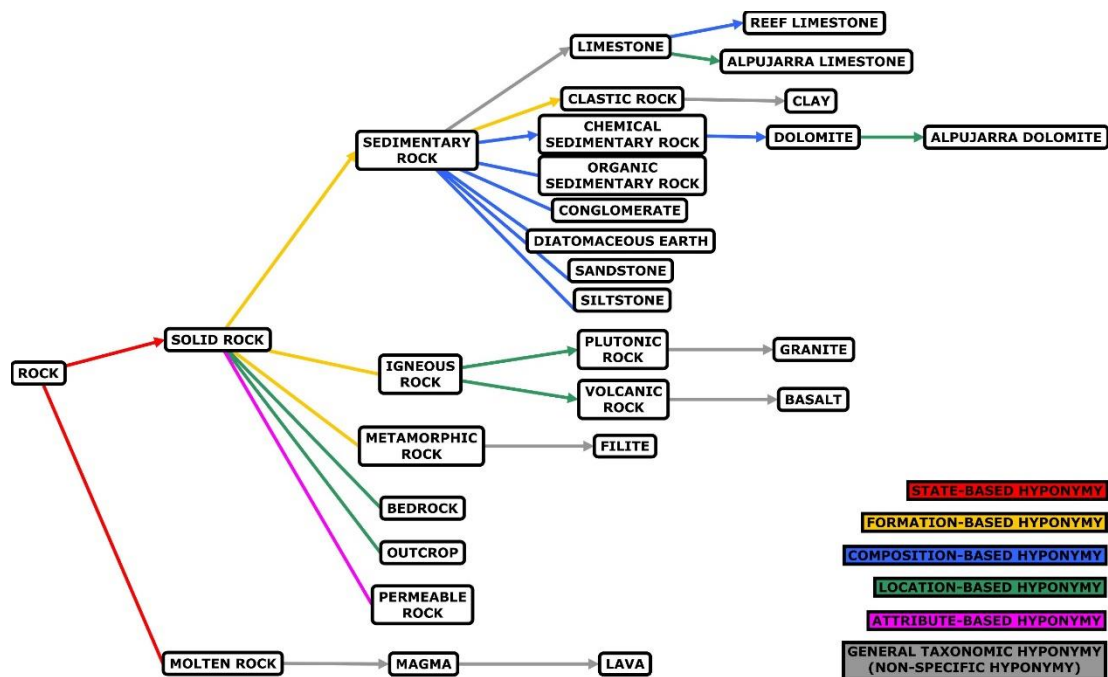 REEF LIMESTONE
LIMESTONE
ALPUJARRA LIMESTONE
CLASTIC ROCK
CLAY
SEDIMENTARY
ROCK
CHEMICAL
SEDIMENTARY ROCK
DOLOMITE
ALPUJARRA DOLOMITE
ORGANIC
SEDIMENTARY ROCK
CONGLOMERATE
DIATOMACEOUS EARTH
SANDSTONE
SILTSTONE
SOLID ROCK
PLUTONIC
ROCK
GRANITE
ROCK
IGNEOUS
ROCK
VOLCANIC
ROCK
BASALT
METAMORPHIC
ROCK
FILITE
BEDROCK
OUTCROP
PERMEABLE
ROCK
MOLTEN ROCK
MAGMA
LAVA
STATE-BASED HYPONYMY
FORMATION-BASED HYPONYMY
COMPOSITION-BASED HYPONYMY
LOCATION-BASED HYPONYMY
ATTRIBUTE-BASED HYPONYMY
GENERAL TAXONOMIC HYPONYMY
(NON-SPECIFIC HYPONYMY)